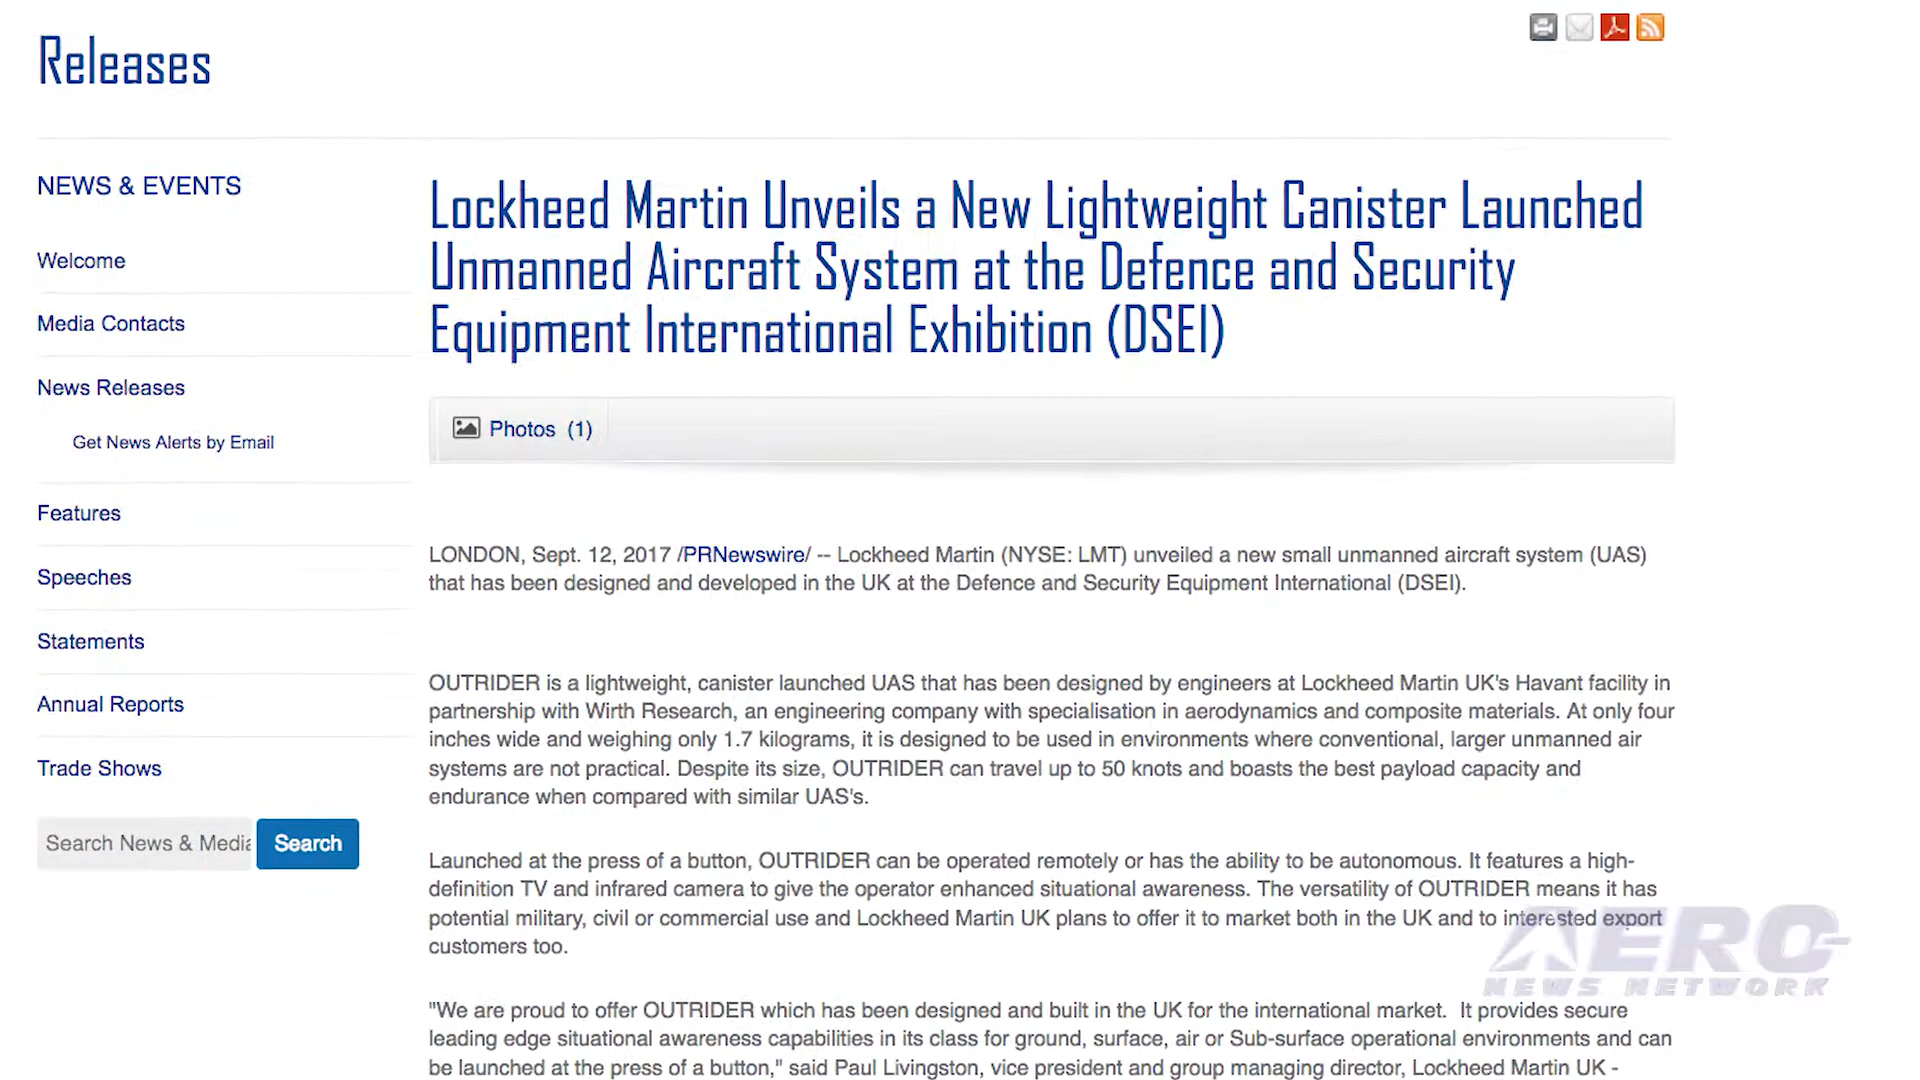 Releases
NEWS & EVENTS
Welcome
Media Contacts
News Releases
Get News Alerts by Email
Features
Speeches
Statements
Annual Reports
Trade Shows
Search News & Media
Search
Lockheed Martin Unveils a New Lightweight Canister Launched
Unmanned Aircraft System at the Defence and Security
Equipment International Exhibition (DSEI)
Photos (1)
LONDON, Sept. 12, 2017 /PRNewswire/ -- Lockheed Martin (NYSE: LMT) unveiled a new small unmanned aircraft system (UAS)
that has been designed and developed in the UK at the Defence and Security Equipment International (DSEI).
OUTRIDER is a lightweight, canister launched UAS that has been designed by engineers at Lockheed Martin UK's Havant facility in
partnership with Wirth Research, an engineering company with specialisation in aerodynamics and composite materials. At only four
inches wide and weighing only 1.7 kilograms, it is designed to be used in environments where conventional, larger unmanned air
systems are not practical. Despite its size, OUTRIDER can travel up to 50 knots and boasts the best payload capacity and
endurance when compared with similar UAS's.
Launched at the press of a button, OUTRIDER can be operated remotely or has the ability to be autonomous. It features a high-
definition TV and infrared camera to give the operator enhanced situational awareness. The versatility of OUTRIDER means it has
potential military, civil or commercial use and Lockheed Martin UK plans to offer it to market both in the UK and to interested export
customers too.
"We are proud to offer OUTRIDER which has been designed and built in the UK for the international market. It provides secure
leading edge situational awareness capabilities in its class for ground, surface, air or Sub-surface operational environments and can
be launched at the press of a button," said Paul Livingston, vice president and group managing director, Lockheed Martin UK -
AERO
NEWS NETWORK